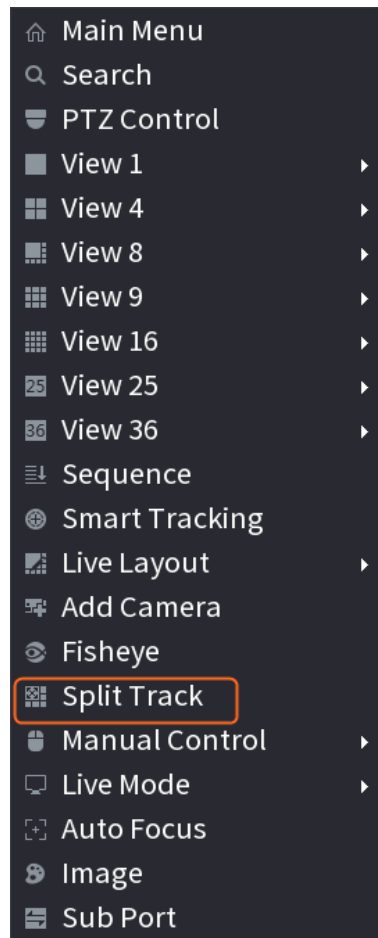 Main Menu
Search
PTZ Control
View 1
View 4
View 8
View 9
View 16
25 View 25
36 View 36
Sequence
Smart Tracking
Live Layout
Add Camera
Fisheye
Split Track
Manual Control
Live Mode
Auto Focus
Image
Sub Port